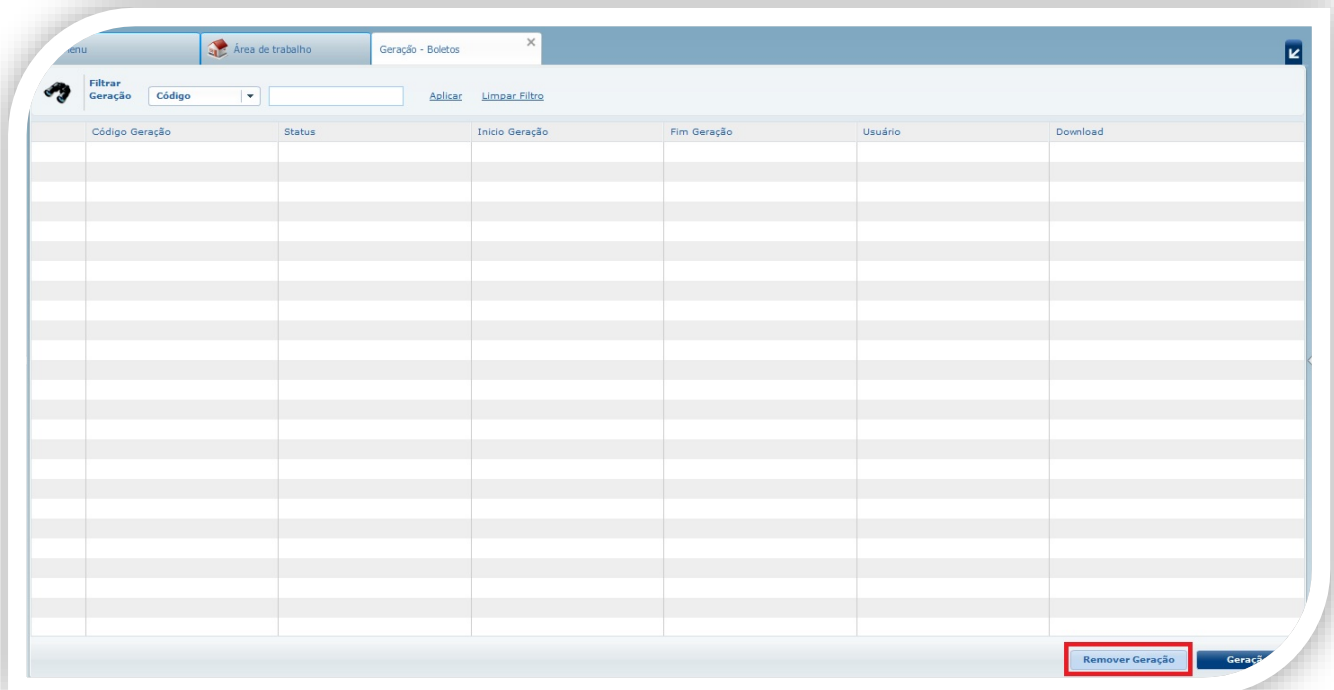 Área de trabalho
Geração - Boletos
Filtrar
Geração
Código
Aplicar
Limpar Filtro
Código Geração
Status
Inicio Geração
Fim Geração
Usuário
Download
Remover Geração